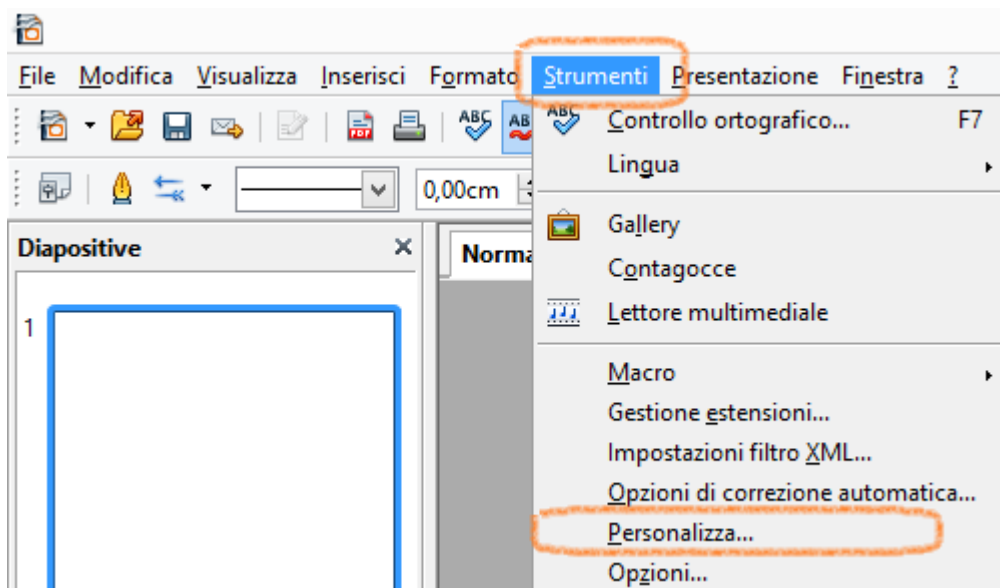 File Modifica Visualizza Inserisci Formato Strumenti Presentazione Finestra ?
Controllo ortografico... F7
Lingua
0,00cm
Diapositive
Gallery
Contagocce
Lettore multimediale
1
Macro
Gestione estensioni...
Impostazioni filtro XML...
Opzioni di correzione automatica...
Personalizza...
Opzioni...